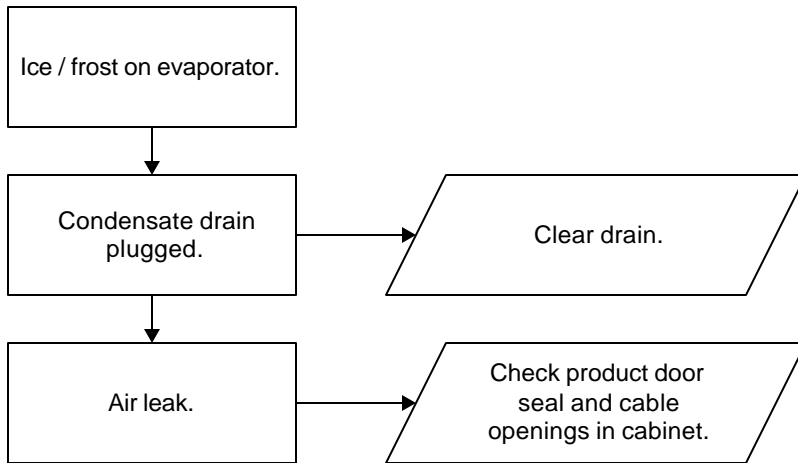 Ice / frost on evaporator.
Condensate drain
plugged.
Clear drain.
Air leak.
Check product door
seal and cable
openings in cabinet.